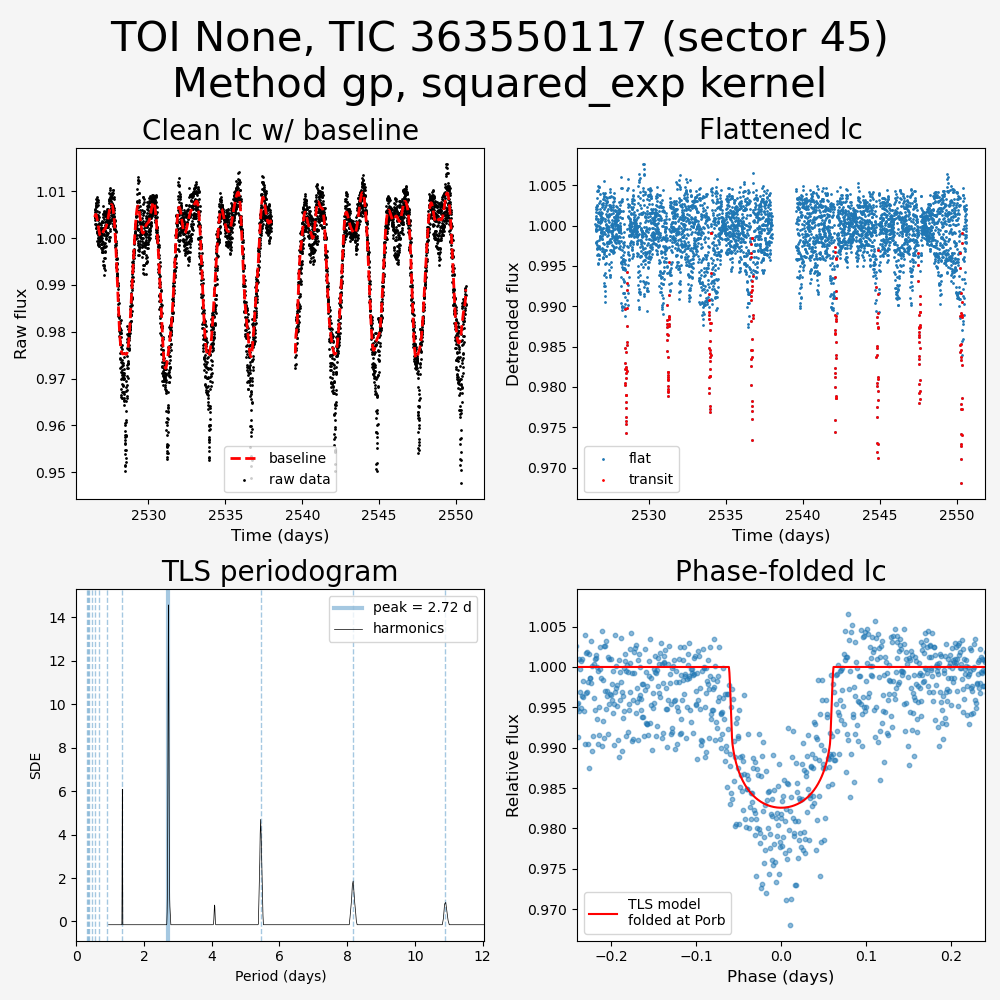 TOI None, TIC 363550117 (sector 45)
Method gp, squared_exp kernel
Clean lc w/ baseline
Raw flux
1.01
1.00
0.99
0.98
0.97
0.96
0.95
baseline
raw data
2530
2535
2540
2545
2550
Time (days)
Flattened lc
Detrended flux
1.005
1.000
0.995
0.990
0.985
0.980
0.975
0.970
flat
transit
2530
2535
2540
2545
2550
Time (days)
TLS periodogram
SDE
14
12
10
8
6
4
2
0
peak = 2.72 d
harmonics
0
2
4
6
8
10
12
Period (days)
Phase-folded lc
Relative flux
1.005
1.000
0.995
0.990
0.985
0.980
0.975
0.970
TLS model
folded at Porb
−0.2
−0.1
0.0
0.1
0.2
Phase (days)